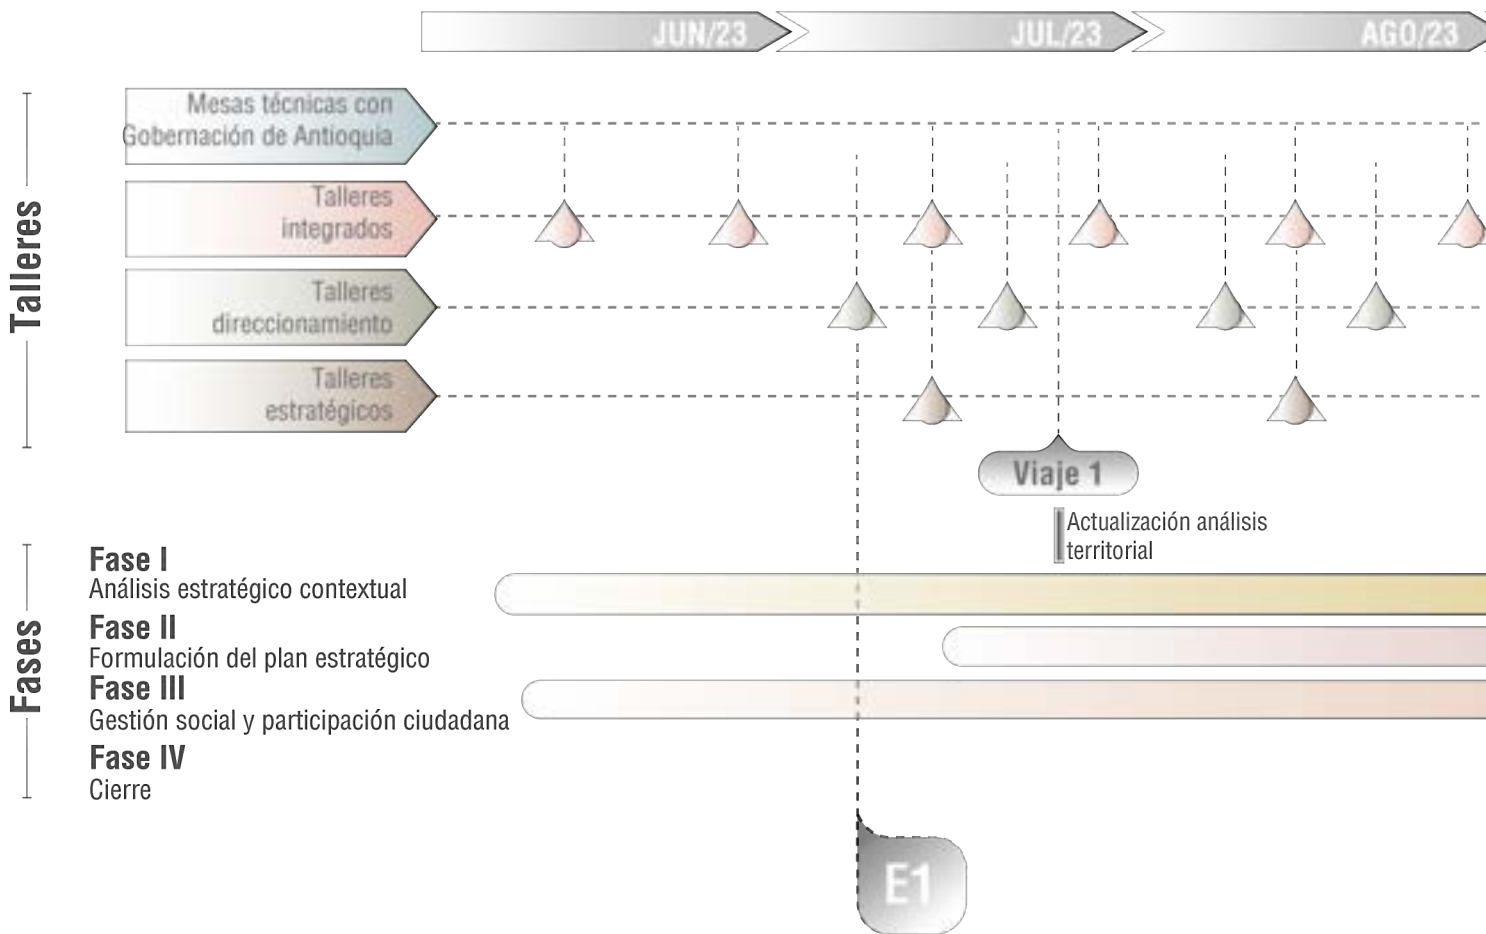 JUN/23
JUL/23
AGO/23
Talleres
Mesas técnicas con
Gobernación de Antioquia
Talleres
integrados
Talleres
direccionamiento
Talleres
estratégicos
Viaje 1
Actualización análisis
territorial
Fases
Fase I
Análisis estratégico contextual
Fase II
Formulación del plan estratégico
Fase III
Gestión social y participación ciudadana
Fase IV
Cierre
E1